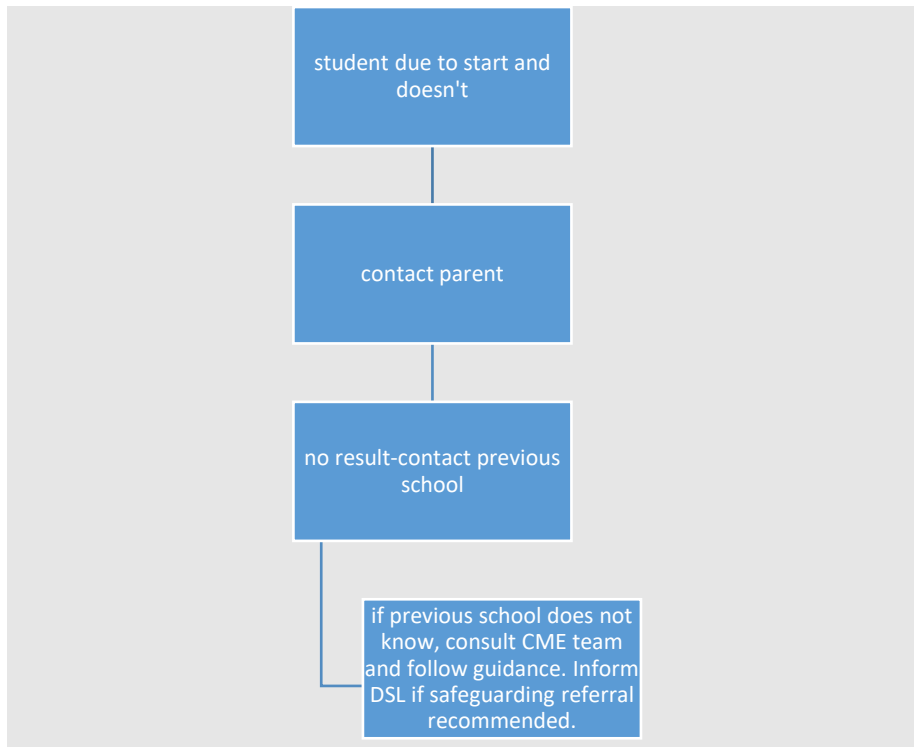 student due to start and
doesn't
contact parent
no result-contact previous
school
if previous school does not
know, consult CME team
and follow guidance. Inform
DSL if safeguarding referral
recommended.